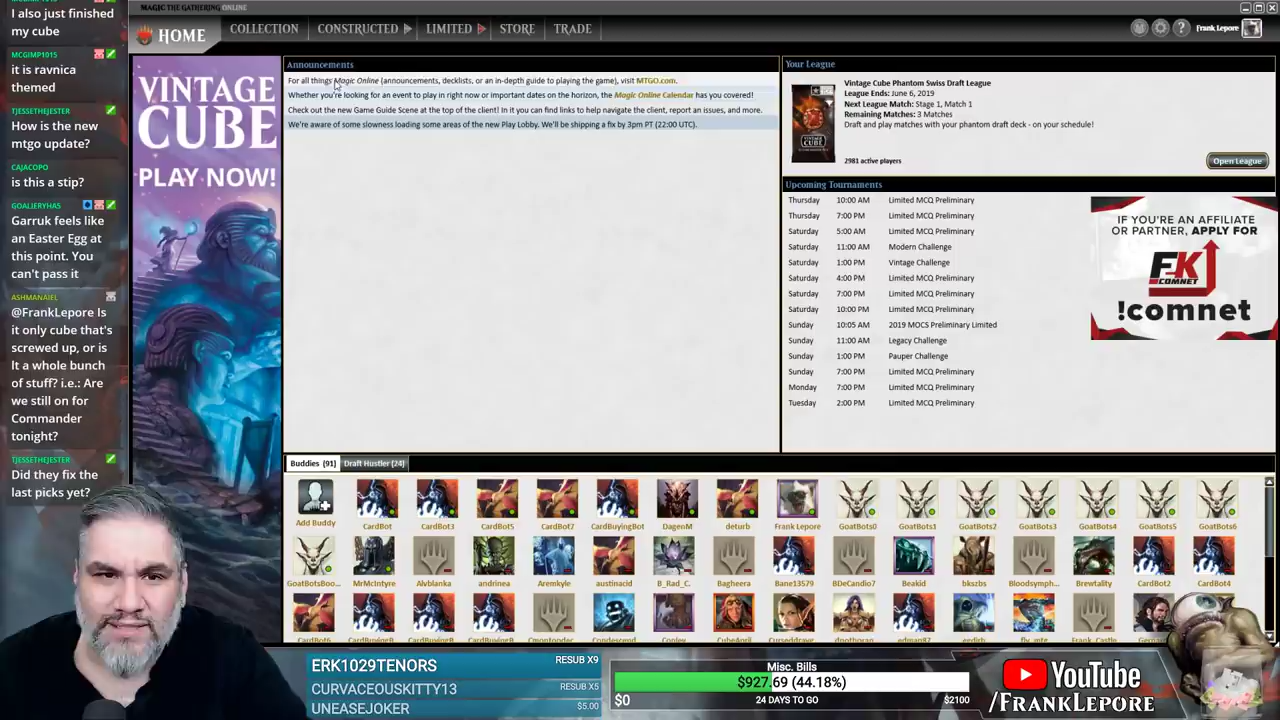 I also just finished
my cube
MCGIMP1015
it is ravnica
themed
TJESSETHEJESTER
How is the new
mtgo update?
CAJACOPO
is this a stip?
GOALIERYHA5
Garruk feels like
an Easter Egg at
this point. You
can't pass it
ASHMANAIEL
@FrankLepore Is
it only cube that's
screwed up, or is
it a whole bunch
of stuff? i.e.: Are
we still on for
Commander
tonight?
TJESSETHEJESTER
Did they fix the
last picks yet?
MAGIC THE GATHERING ONLINE
HOME
COLLECTION
CONSTRUCTED
LIMITED
STORE
TRADE
Frank Lepore
VINTAGE
CUBE
PLAY NOW!
Announcements
For all things Magic Online (announcements, decklists, or an in-depth guide to playing the game), visit MTGO.com.
Whether you're looking for an event to play in right now or important dates on the horizon, the Magic Online Calendar has you covered!
Check out the new Game Guide Scene at the top of the client! In it you can find links to help navigate the client, report an issues, and more.
We're aware of some slowness loading some areas of the new Play Lobby. We'll be shipping a fix by 3pm PT (22:00 UTC).
Your League
Vintage Cube Phantom Swiss Draft League
League Ends: June 6, 2019
Next League Match: Stage 1, Match 1
Remaining Matches: 3 Matches
Draft and play matches with your phantom draft deck - on your schedule!
2981 active players
Open League
Upcoming Tournaments
Thursday 10:00 AM Limited MCQ Preliminary
Thursday 7:00 PM Limited MCQ Preliminary
Saturday 5:00 AM Limited MCQ Preliminary
Saturday 11:00 AM Modern Challenge
Saturday 1:00 PM Vintage Challenge
Saturday 4:00 PM Limited MCQ Preliminary
Saturday 7:00 PM Limited MCQ Preliminary
Saturday 10:00 PM Limited MCQ Preliminary
Sunday 10:05 AM 2019 MOCS Preliminary Limited
Sunday 11:00 AM Legacy Challenge
Sunday 1:00 PM Pauper Challenge
Sunday 7:00 PM Limited MCQ Preliminary
Monday 7:00 PM Limited MCQ Preliminary
Tuesday 2:00 PM Limited MCQ Preliminary
IF YOU'RE AN AFFILIATE
OR PARTNER, APPLY FOR
COMNET
!comnet
Buddies (91) Draft Hustler (24)
Add Buddy CardBot CardBot3 CardBot5 CardBot7 CardBuyingBot DagenM deturb Frank Lepore GoatBots0 GoatBots1 GoatBots2 GoatBots3 GoatBots4 GoatBots5 GoatBots6
GoatBotsBoo... MrMcIntyre Alvblanka andrinea Aremkyle austinacid B_Rad_C. Bagheera Bane13579 BDeCandio7 Beakid bkszbs Bloodsymph... Brewtality CardBot2 CardBot4
CardBot6 Condescend Conley CubeApril
ERK1029TENORS RESUB X9
CURVACEOUSKITTY13 RESUB X5
UNEASEJOKER $5.00
Misc. Bills
$927.69 (44.18%)
$0 24 DAYS TO GO $2100
YouTube
/FRANKLEPORE